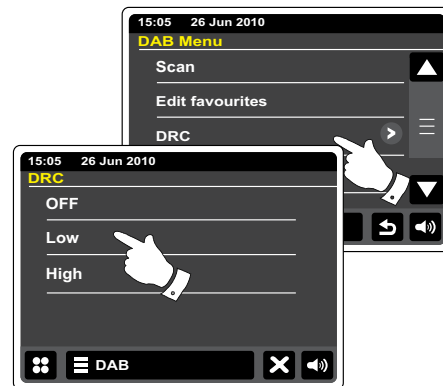 15:05 26 Jun 2010
DAB Menu
Scan
Edit favourites
DRC
15:05 26 Jun 2010
DRC
OFF
Low
High
DAB